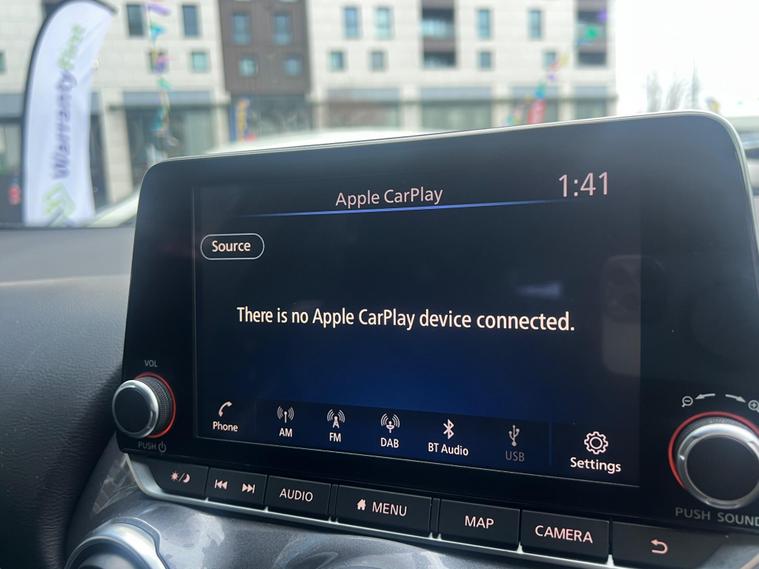 WarrantyFirst
Apple CarPlay
1:41
Source
There is no Apple CarPlay device connected.
VOL
PUSH
Phone
AM
FM
DAB
BT Audio
USB
Settings
AUDIO
MENU
MAP
CAMERA
PUSH SOUND